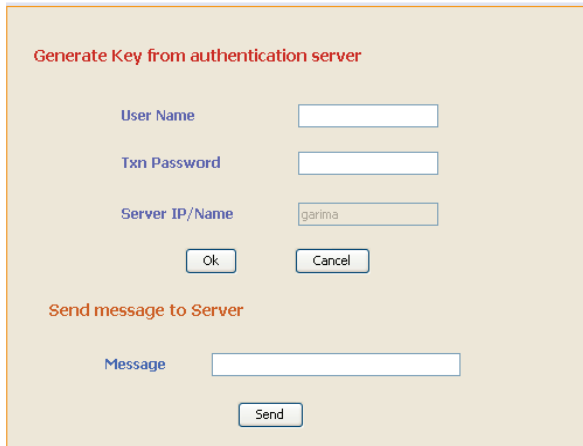 Generate Key from authentication server
User Name
Txn Password
Server IP/Name garima
Ok Cancel
Send message to Server
Message
Send